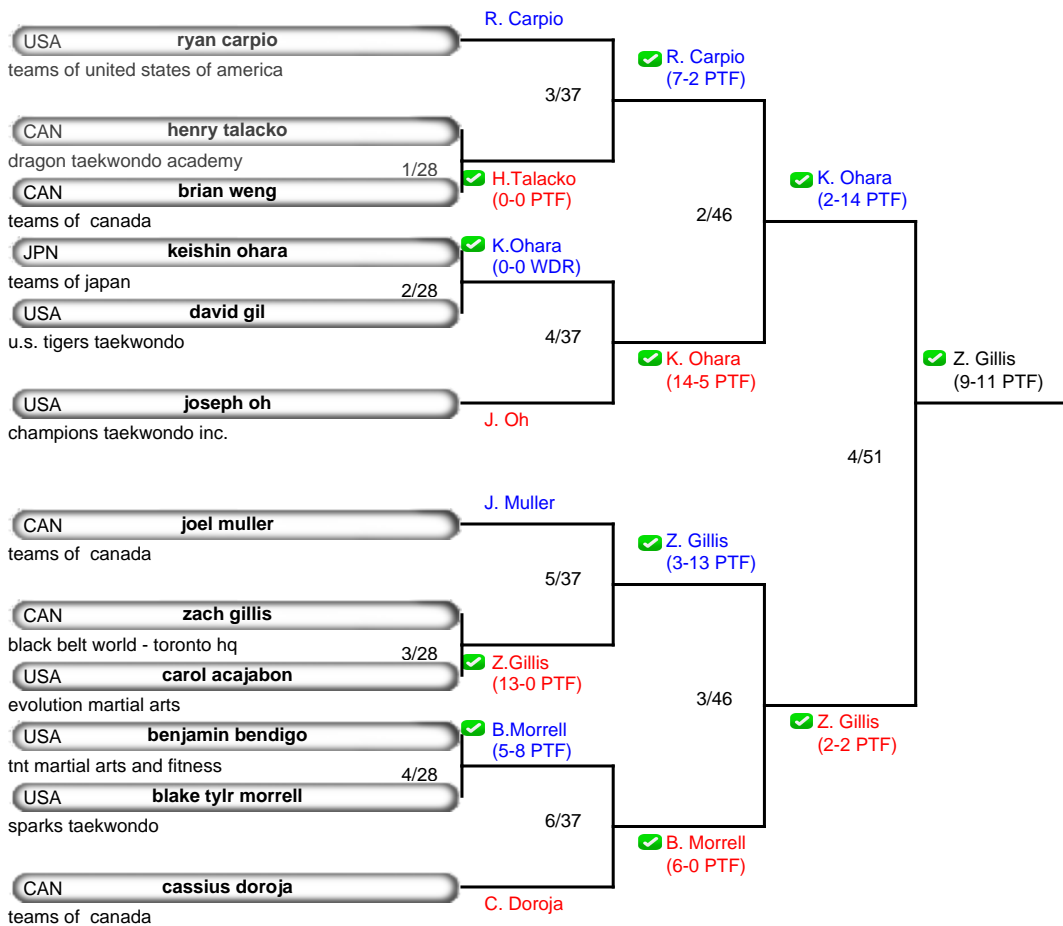 R. Carpio
USA ryan carpio
teams of united states of america
R. Carpio
(7-2 PTF)
3/37
CAN henry talacko
dragon taekwondo academy
1/28
H.Talacko
(0-0 PTF)
CAN brian weng
teams of  canada
K. Ohara
(2-14 PTF)
2/46
JPN keishin ohara
teams of japan
K.Ohara
(0-0 WDR)
2/28
USA david gil
u.s. tigers taekwondo
4/37
K. Ohara
(14-5 PTF)
Z. Gillis
(9-11 PTF)
USA joseph oh
champions taekwondo inc.
J. Oh
4/51
J. Muller
CAN joel muller
teams of  canada
Z. Gillis
(3-13 PTF)
5/37
CAN zach gillis
black belt world - toronto hq
3/28
Z.Gillis
(13-0 PTF)
USA carol acajabon
evolution martial arts
3/46
Z. Gillis
(2-2 PTF)
USA benjamin bendigo
tnt martial arts and fitness
B.Morrell
(5-8 PTF)
4/28
USA blake tylr morrell
sparks taekwondo
6/37
B. Morrell
(6-0 PTF)
CAN cassius doroja
teams of  canada
C. Doroja